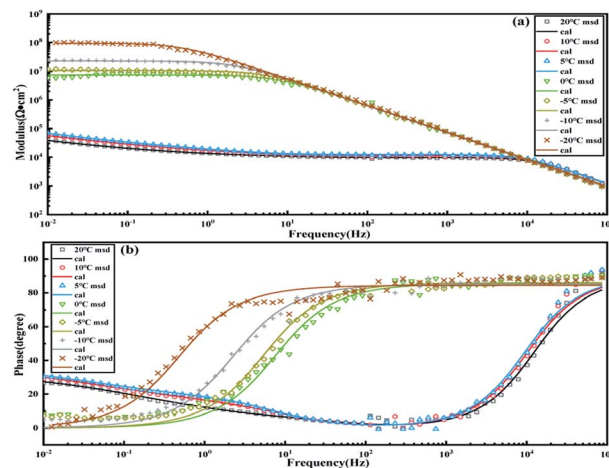 (a)
20℃ msd
cal
10℃ msd
cal
5℃ msd
cal
0℃ msd
cal
-5℃ msd
cal
-10℃ msd
cal
-20℃ msd
cal
Modulus(Ω•cm²)
10⁹
10⁸
10⁷
10⁶
10⁵
10⁴
10³
10²
10⁻² 10⁻¹ 10⁰ 10¹ 10² 10³ 10⁴ 10⁵
Frequency(Hz)
(b)
20℃ msd
cal
10℃ msd
cal
5℃ msd
cal
0℃ msd
cal
-5℃ msd
cal
-10℃ msd
cal
-20℃ msd
cal
Phase(degree)
100
80
60
40
20
0
10⁻² 10⁻¹ 10⁰ 10¹ 10² 10³ 10⁴ 10⁵
Frequency(Hz)